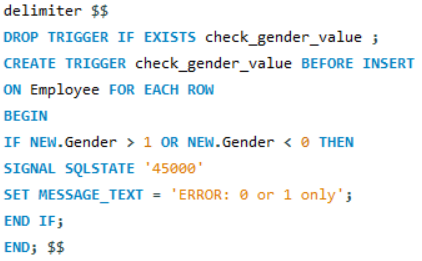 delimiter $$
DROP TRIGGER IF EXISTS check_gender_value ;
CREATE TRIGGER check_gender_value BEFORE INSERT
ON Employee FOR EACH ROW
BEGIN
IF NEW.Gender > 1 OR NEW.Gender < 0 THEN
SIGNAL SQLSTATE '45000'
SET MESSAGE_TEXT = 'ERROR: 0 or 1 only';
END IF;
END; $$